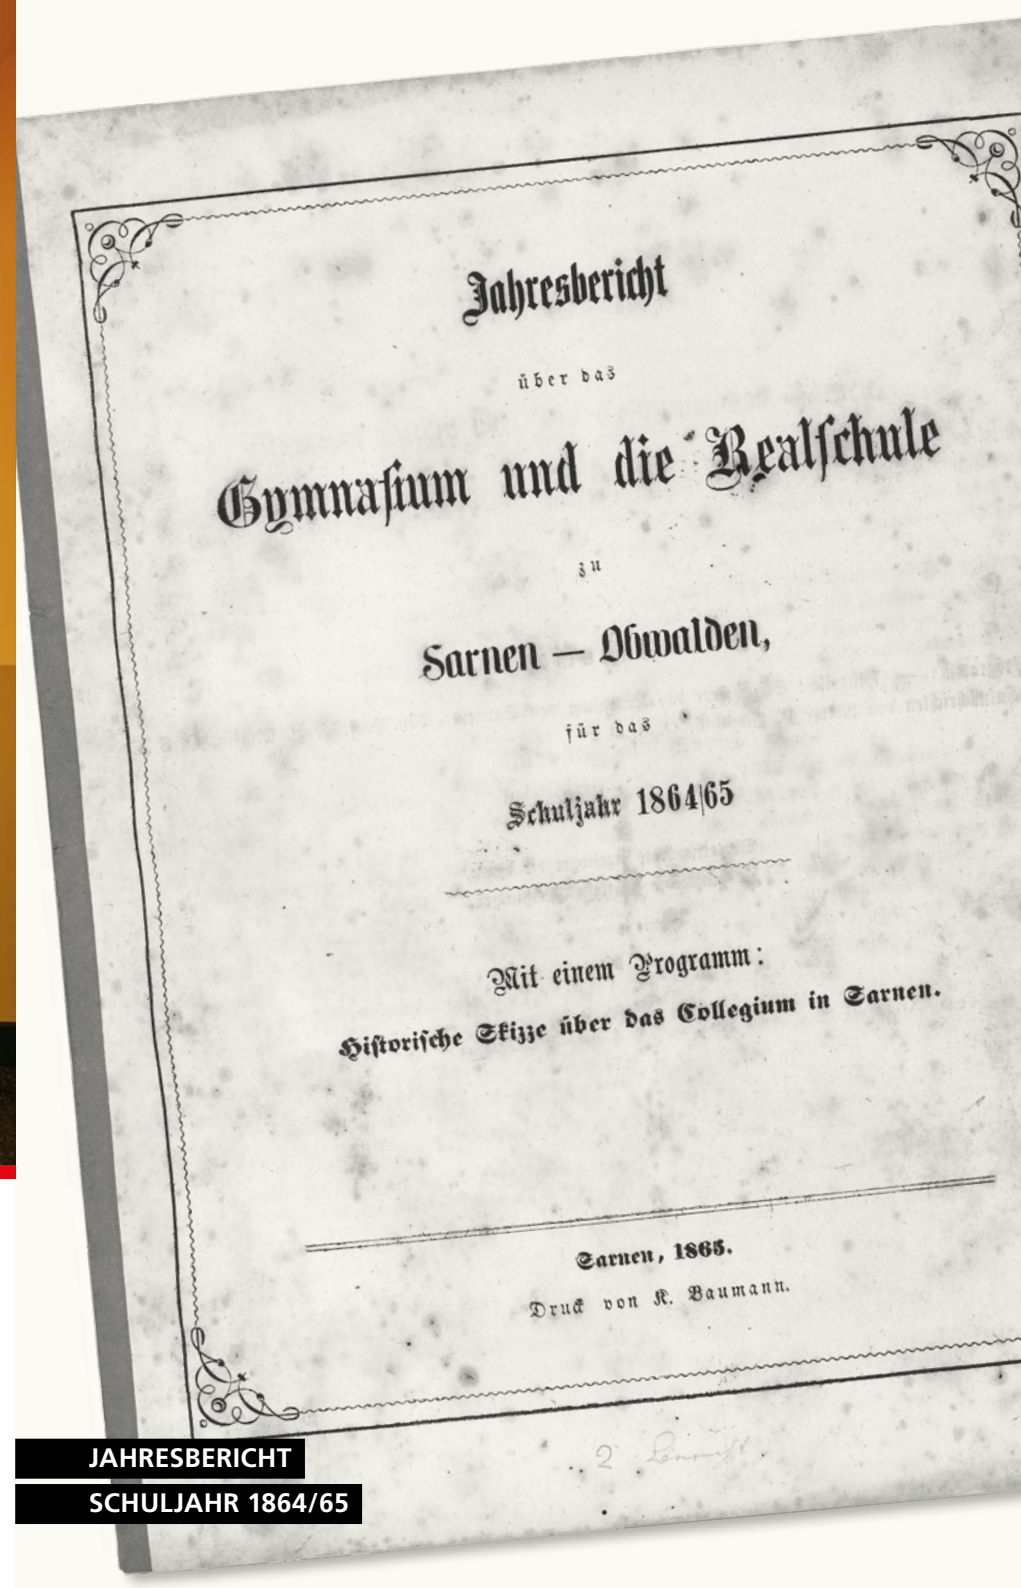 Jahresbericht
über das
Gymnaſium und die Realſchule
zu
Sarnen — Obwalden,
für das
Schuljahr 1864|65
Mit einem Programm:
Hiſtoriſche Skizze über das Collegium in Sarnen.
Sarnen, 1865.
Druck von K. Baumann.
2
JAHRESBERICHT
SCHULJAHR 1864/65